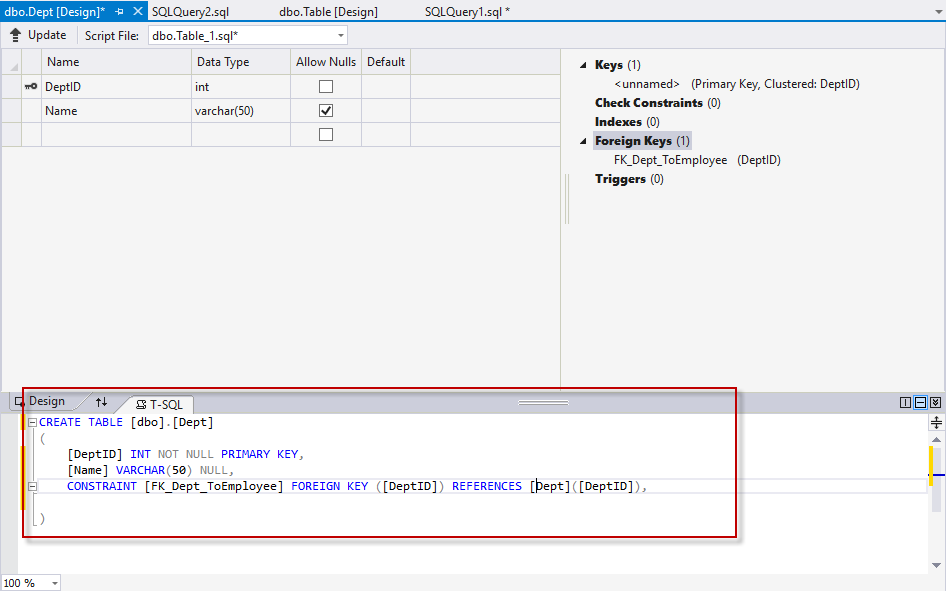 dbo.Dept [Design]* SQLQuery2.sql dbo.Table [Design] SQLQuery1.sql *
Update Script File: dbo.Table_1.sql*
Name Data Type Allow Nulls Default
DeptID int
Name varchar(50)
Keys (1)
<unnamed> (Primary Key, Clustered: DeptID)
Check Constraints (0)
Indexes (0)
Foreign Keys (1)
FK_Dept_ToEmployee (DeptID)
Triggers (0)
Design T-SQL
CREATE TABLE [dbo].[Dept]
(
[DeptID] INT NOT NULL PRIMARY KEY,
[Name] VARCHAR(50) NULL,
CONSTRAINT [FK_Dept_ToEmployee] FOREIGN KEY ([DeptID]) REFERENCES [Dept]([DeptID]),
)
100 %